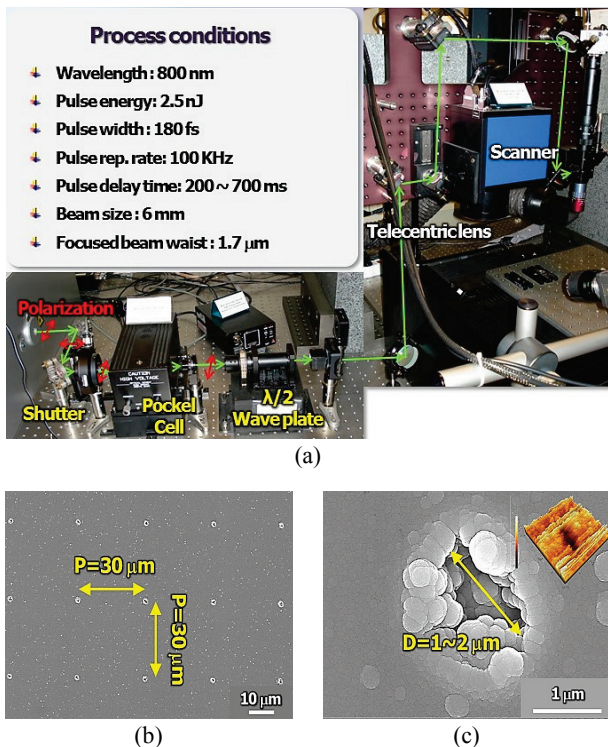 Process conditions
Wavelength : 800 nm
Pulse energy: 2.5 nJ
Pulse width : 180 fs
Pulse rep. rate: 100 KHz
Pulse delay time: 200 ~ 700 ms
Beam size : 6 mm
Focused beam waist : 1.7 μm
Scanner
Telecentric lens
Polarization
CAUTION
HIGH VOLTAGE
Shutter
Pockel
Cell
λ/2
Wave plate
(a)
P=30 μm
P=30 μm
10 μm
(b)
D=1~2 μm
1 μm
(c)